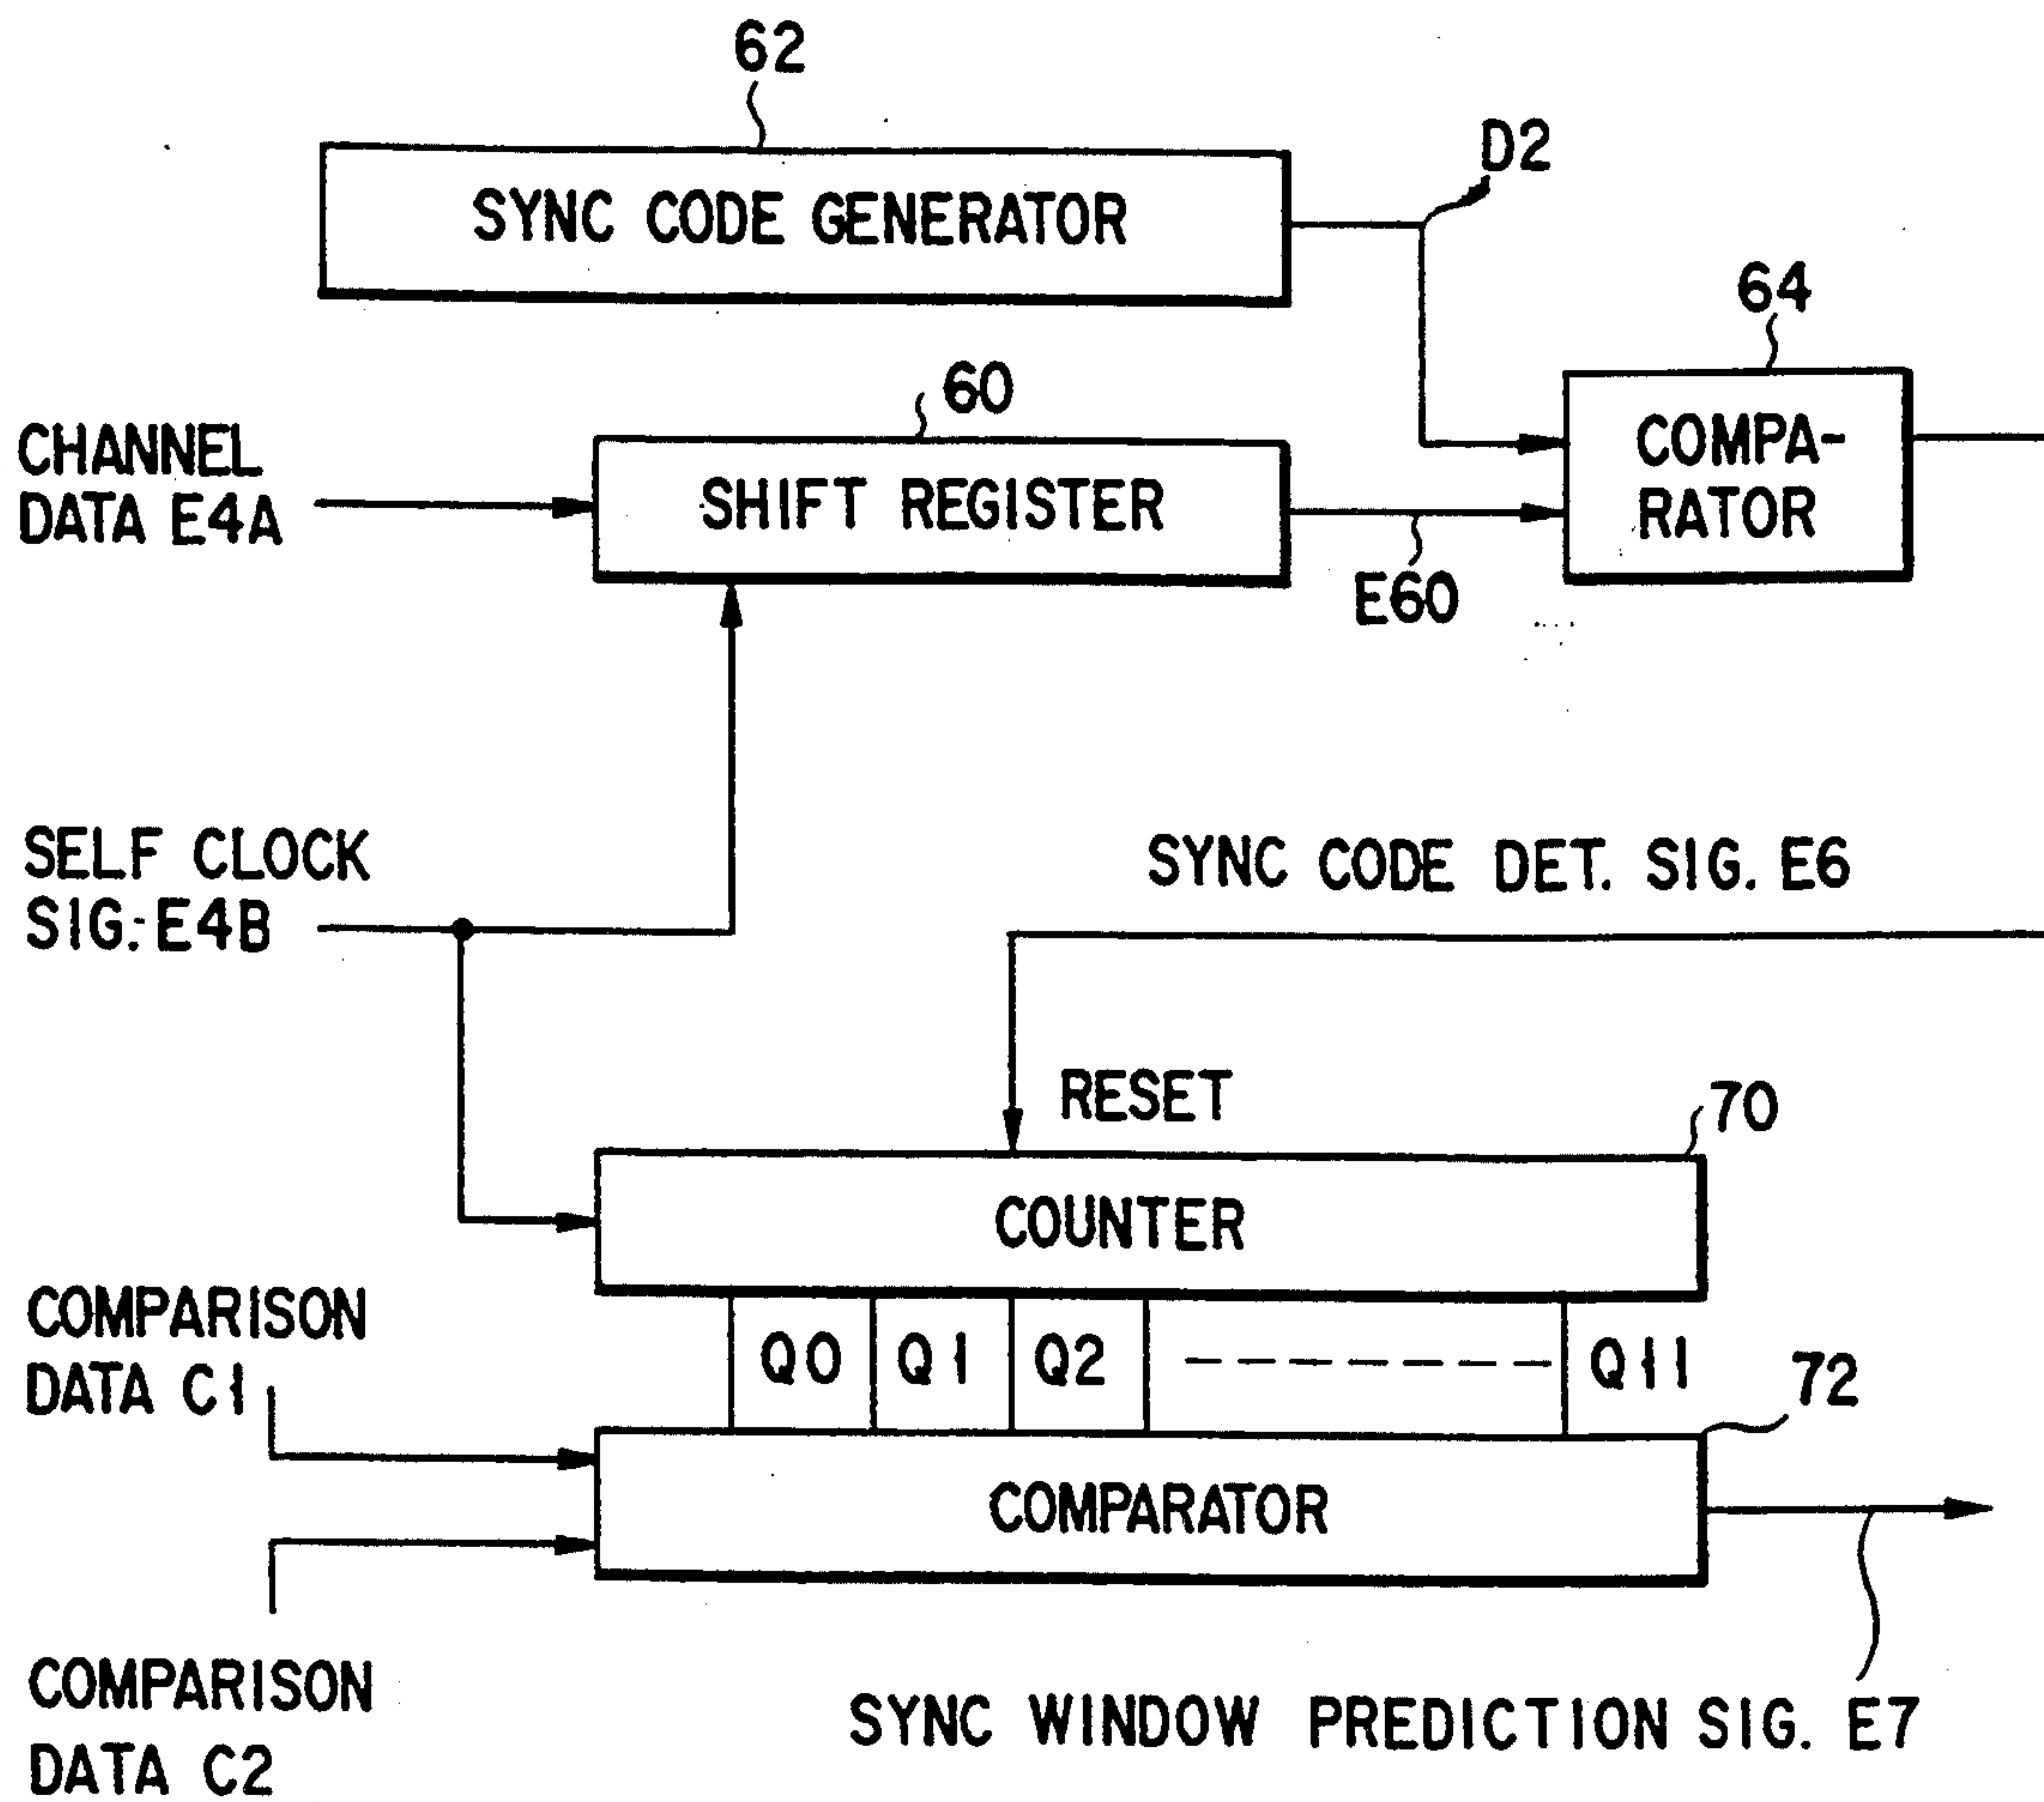 62
SYNC CODE GENERATOR
D2
64
60
CHANNEL
DATA E4A
SHIFT REGISTER
COMPA-
RATOR
E60
SELF CLOCK
SIG.:E4B
SYNC CODE DET. SIG. E6
RESET
70
COUNTER
COMPARISON
DATA C1
Q0 Q1 Q2 Q11
72
COMPARATOR
COMPARISON
DATA C2
SYNC WINDOW PREDICTION SIG. E7